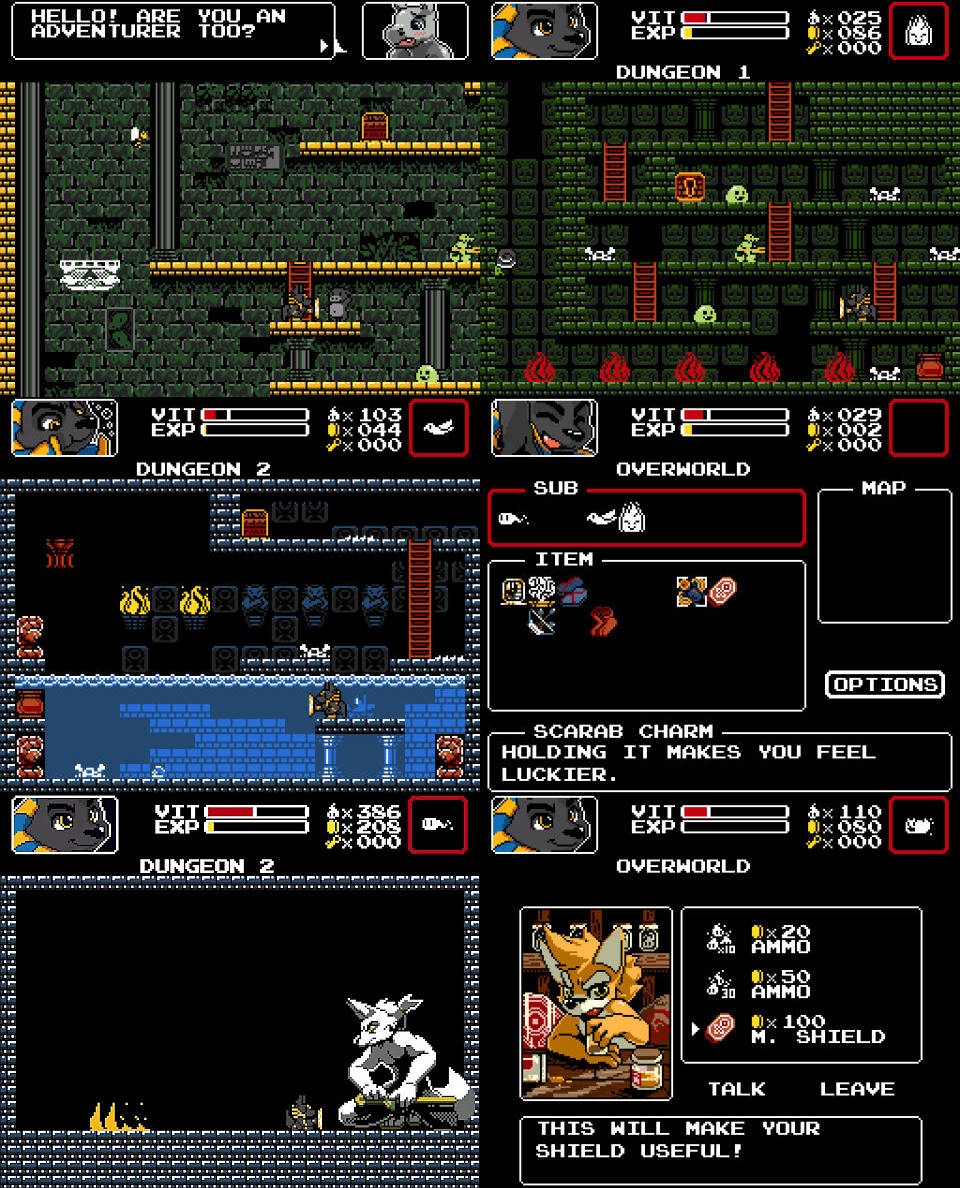 HELLO! ARE YOU AN
ADVENTURER TOO?
VIT
EXP
×025
×086
×000
DUNGEON 1
VIT
EXP
×103
×044
×000
DUNGEON 2
VIT
EXP
×029
×002
×000
OVERWORLD
SUB
MAP
ITEM
OPTIONS
SCARAB CHARM
HOLDING IT MAKES YOU FEEL
LUCKIER.
VIT
EXP
×386
×208
×000
DUNGEON 2
VIT
EXP
×110
×080
×000
OVERWORLD
×10
×20
AMMO
30
×50
AMMO
×100
M. SHIELD
TALK
LEAVE
THIS WILL MAKE YOUR
SHIELD USEFUL!